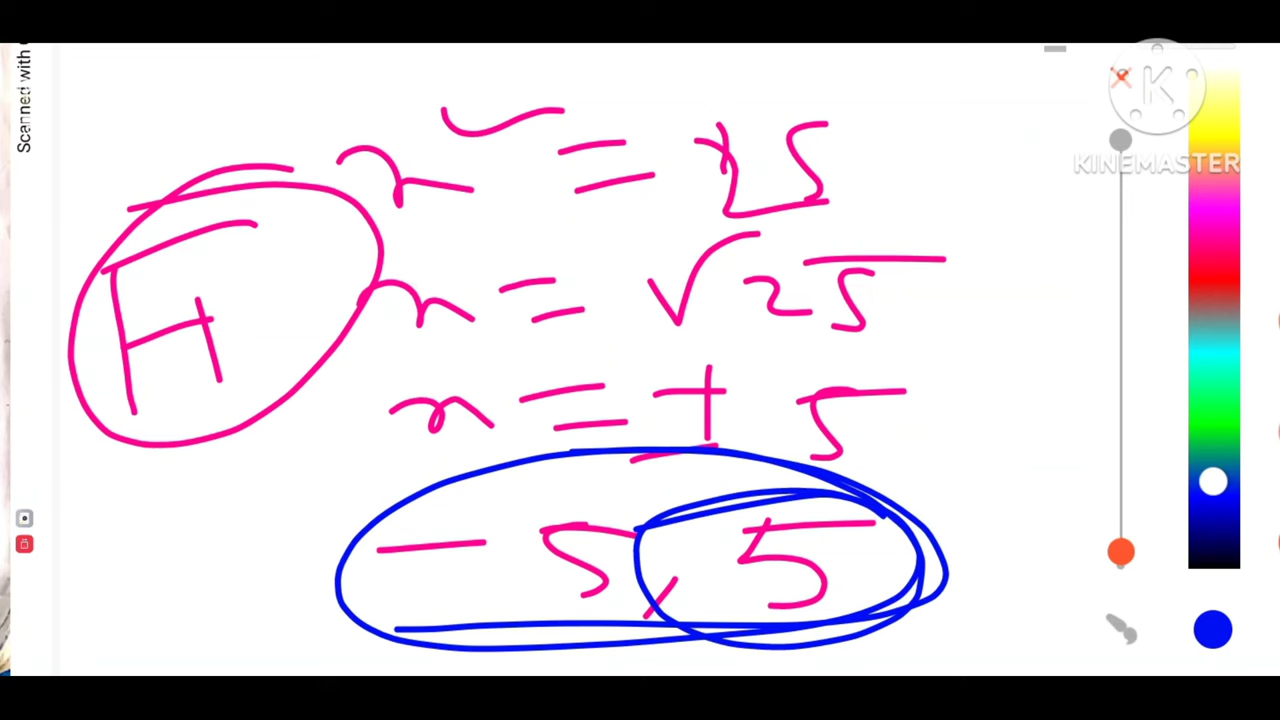 Scanned with
K
KINEMASTER
x² = 25
x = √25
x = ± 5
- 5, 5
H